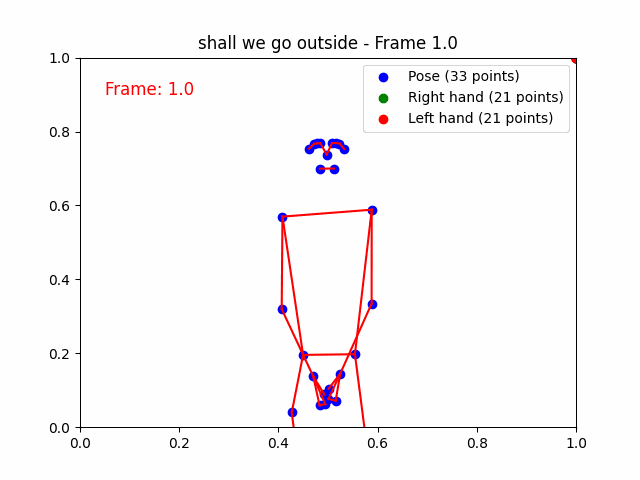 shall we go outside - Frame 1.0
Frame: 1.0
Pose (33 points)
Right hand (21 points)
Left hand (21 points)
1.0
0.8
0.6
0.4
0.2
0.0
0.0 0.2 0.4 0.6 0.8 1.0